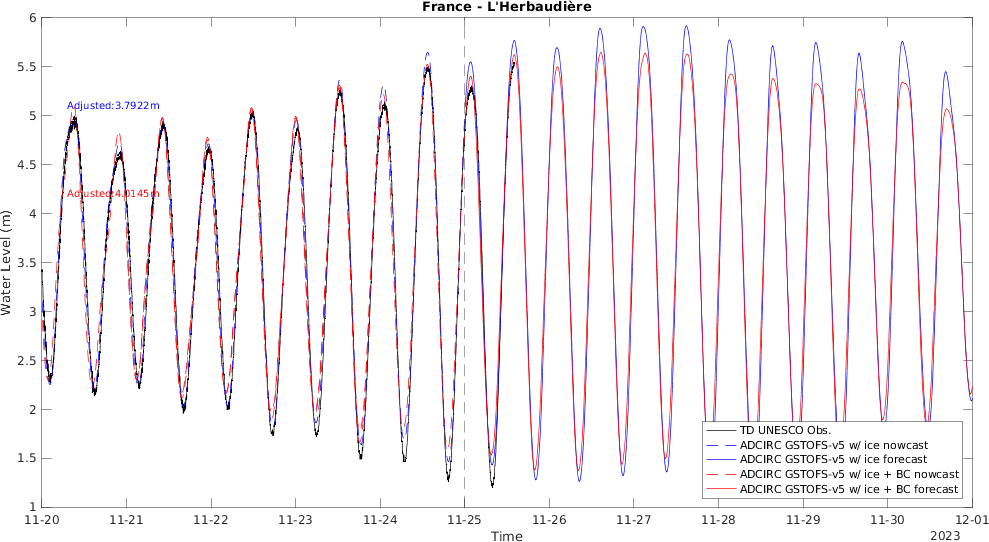 France - L'Herbaudière
Water Level (m)
6
5.5
5
4.5
4
3.5
3
2.5
2
1.5
1
Adjusted:3.7922m
Adjusted:4.0145m
TD UNESCO Obs.
ADCIRC GSTOFS-v5 w/ ice nowcast
ADCIRC GSTOFS-v5 w/ ice forecast
ADCIRC GSTOFS-v5 w/ ice + BC nowcast
ADCIRC GSTOFS-v5 w/ ice + BC forecast
11-20 11-21 11-22 11-23 11-24 11-25 11-26 11-27 11-28 11-29 11-30 12-01
Time
2023